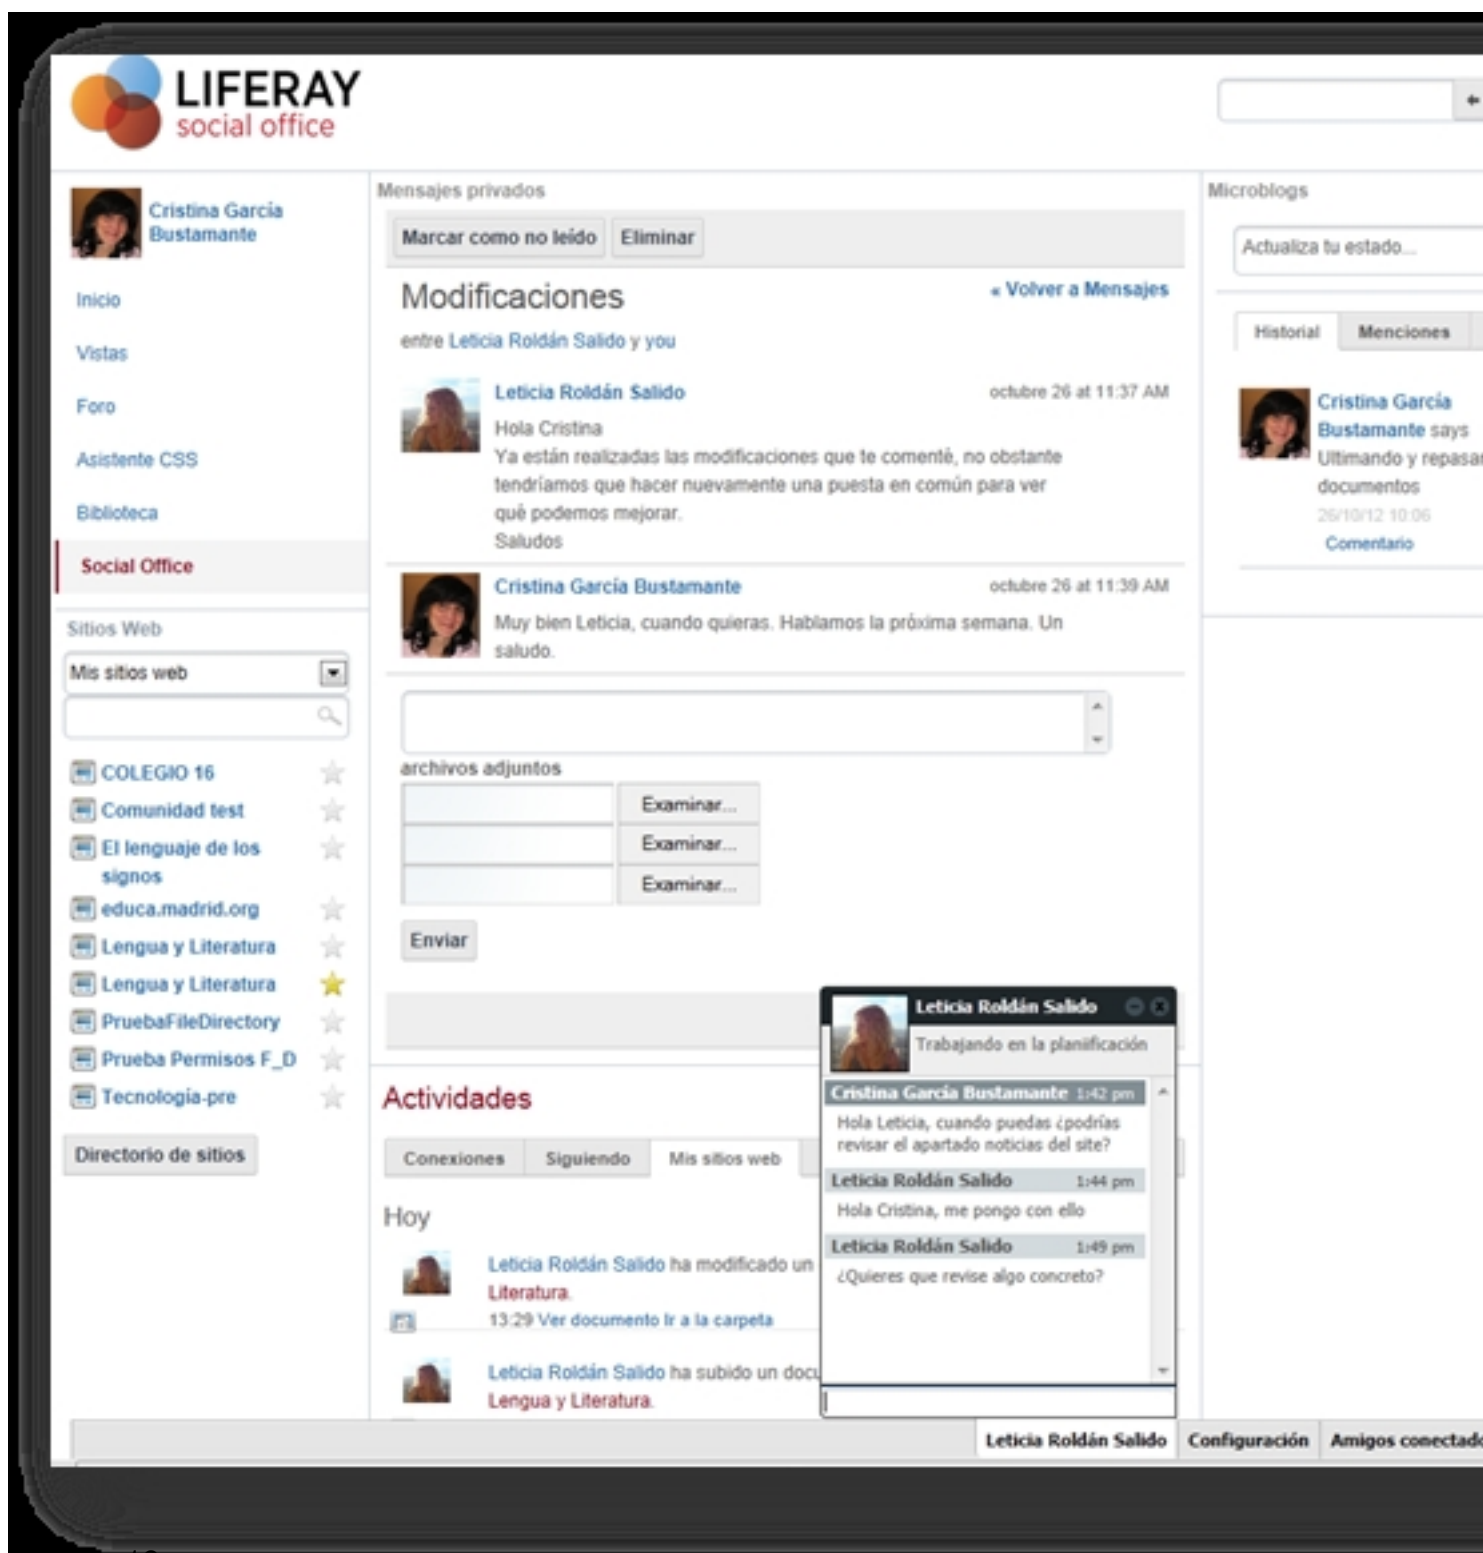 LIFERAY
social office
Cristina García
Bustamante
Inicio
Vistas
Foro
Asistente CSS
Biblioteca
Social Office
Sitios Web
Mis sitios web
COLEGIO 16
Comunidad test
El lenguaje de los
signos
educa.madrid.org
Lengua y Literatura
Lengua y Literatura
PruebaFileDirectory
Prueba Permisos F_D
Tecnología-pre
Directorio de sitios
Mensajes privados
Marcar como no leído Eliminar
Modificaciones « Volver a Mensajes
entre Leticia Roldán Salido y you
Leticia Roldán Salido octubre 26 at 11:37 AM
Hola Cristina
Ya están realizadas las modificaciones que te comenté, no obstante
tendríamos que hacer nuevamente una puesta en común para ver
qué podemos mejorar.
Saludos
Cristina García Bustamante octubre 26 at 11:39 AM
Muy bien Leticia, cuando quieras. Hablamos la próxima semana. Un
saludo.
archivos adjuntos
Examinar...
Examinar...
Examinar...
Enviar
Actividades
Conexiones Siguiendo Mis sitios web
Hoy
Leticia Roldán Salido ha modificado un
Literatura.
13:29 Ver documento Ir a la carpeta
Leticia Roldán Salido ha subido un docu
Lengua y Literatura.
Leticia Roldán Salido
Trabajando en la planiificación
Cristina García Bustamante 1:42 pm
Hola Leticia, cuando puedas ¿podrías
revisar el apartado noticias del site?
Leticia Roldán Salido 1:44 pm
Hola Cristina, me pongo con ello
Leticia Roldán Salido 1:49 pm
¿Quieres que revise algo concreto?
Microblogs
Actualiza tu estado...
Historial Menciones
Cristina García
Bustamante says
Ultimando y repasan
documentos
26/10/12 10:06
Comentario
Leticia Roldán Salido Configuración Amigos conectado